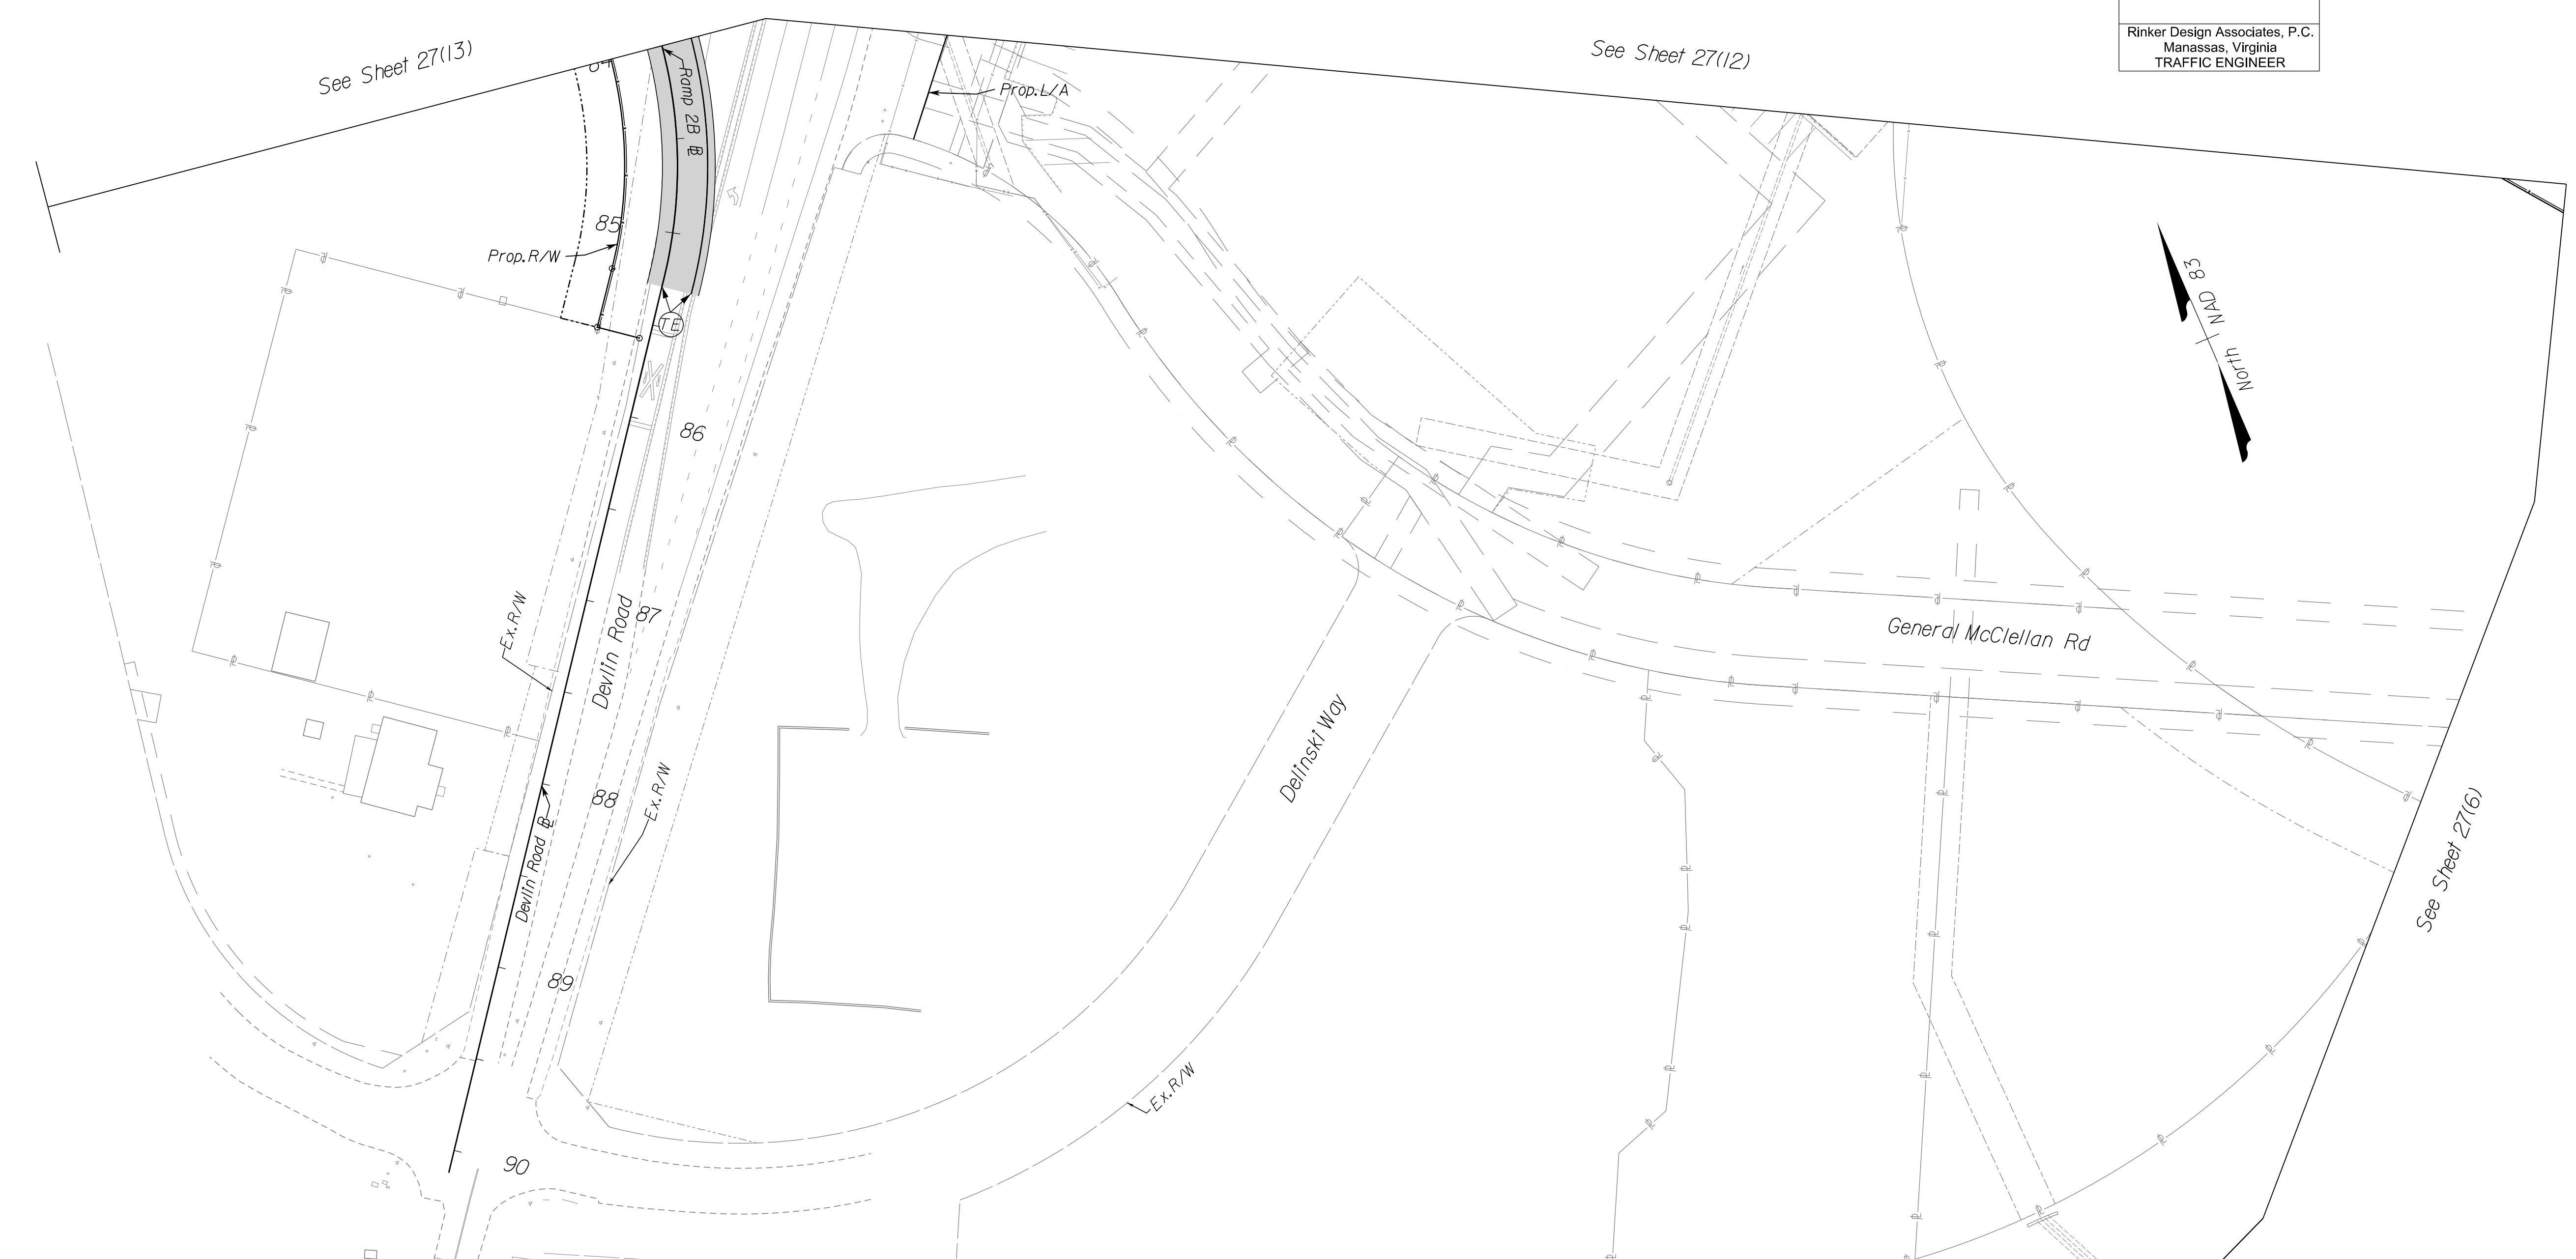 See Sheet 27(13)
See Sheet 27(12)
Rinker Design Associates, P.C.
Manassas, Virginia
TRAFFIC ENGINEER
Ramp 2B BL
Prop. L/A
85
Prop. R/W
TE
North NAD 83
86
Ex. R/W
Devlin Road
87
General McClellan Rd
Delinski Way
88
Ex. R/W
Devlin Road BL
See Sheet 27(6)
89
Ex. R/W
90